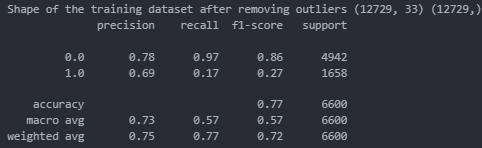 Shape of the training dataset after removing outliers (12729, 33) (12729,)
precision recall f1-score support
0.0 0.78 0.97 0.86 4942
1.0 0.69 0.17 0.27 1658
accuracy 0.77 6600
macro avg 0.73 0.57 0.57 6600
weighted avg 0.75 0.77 0.72 6600